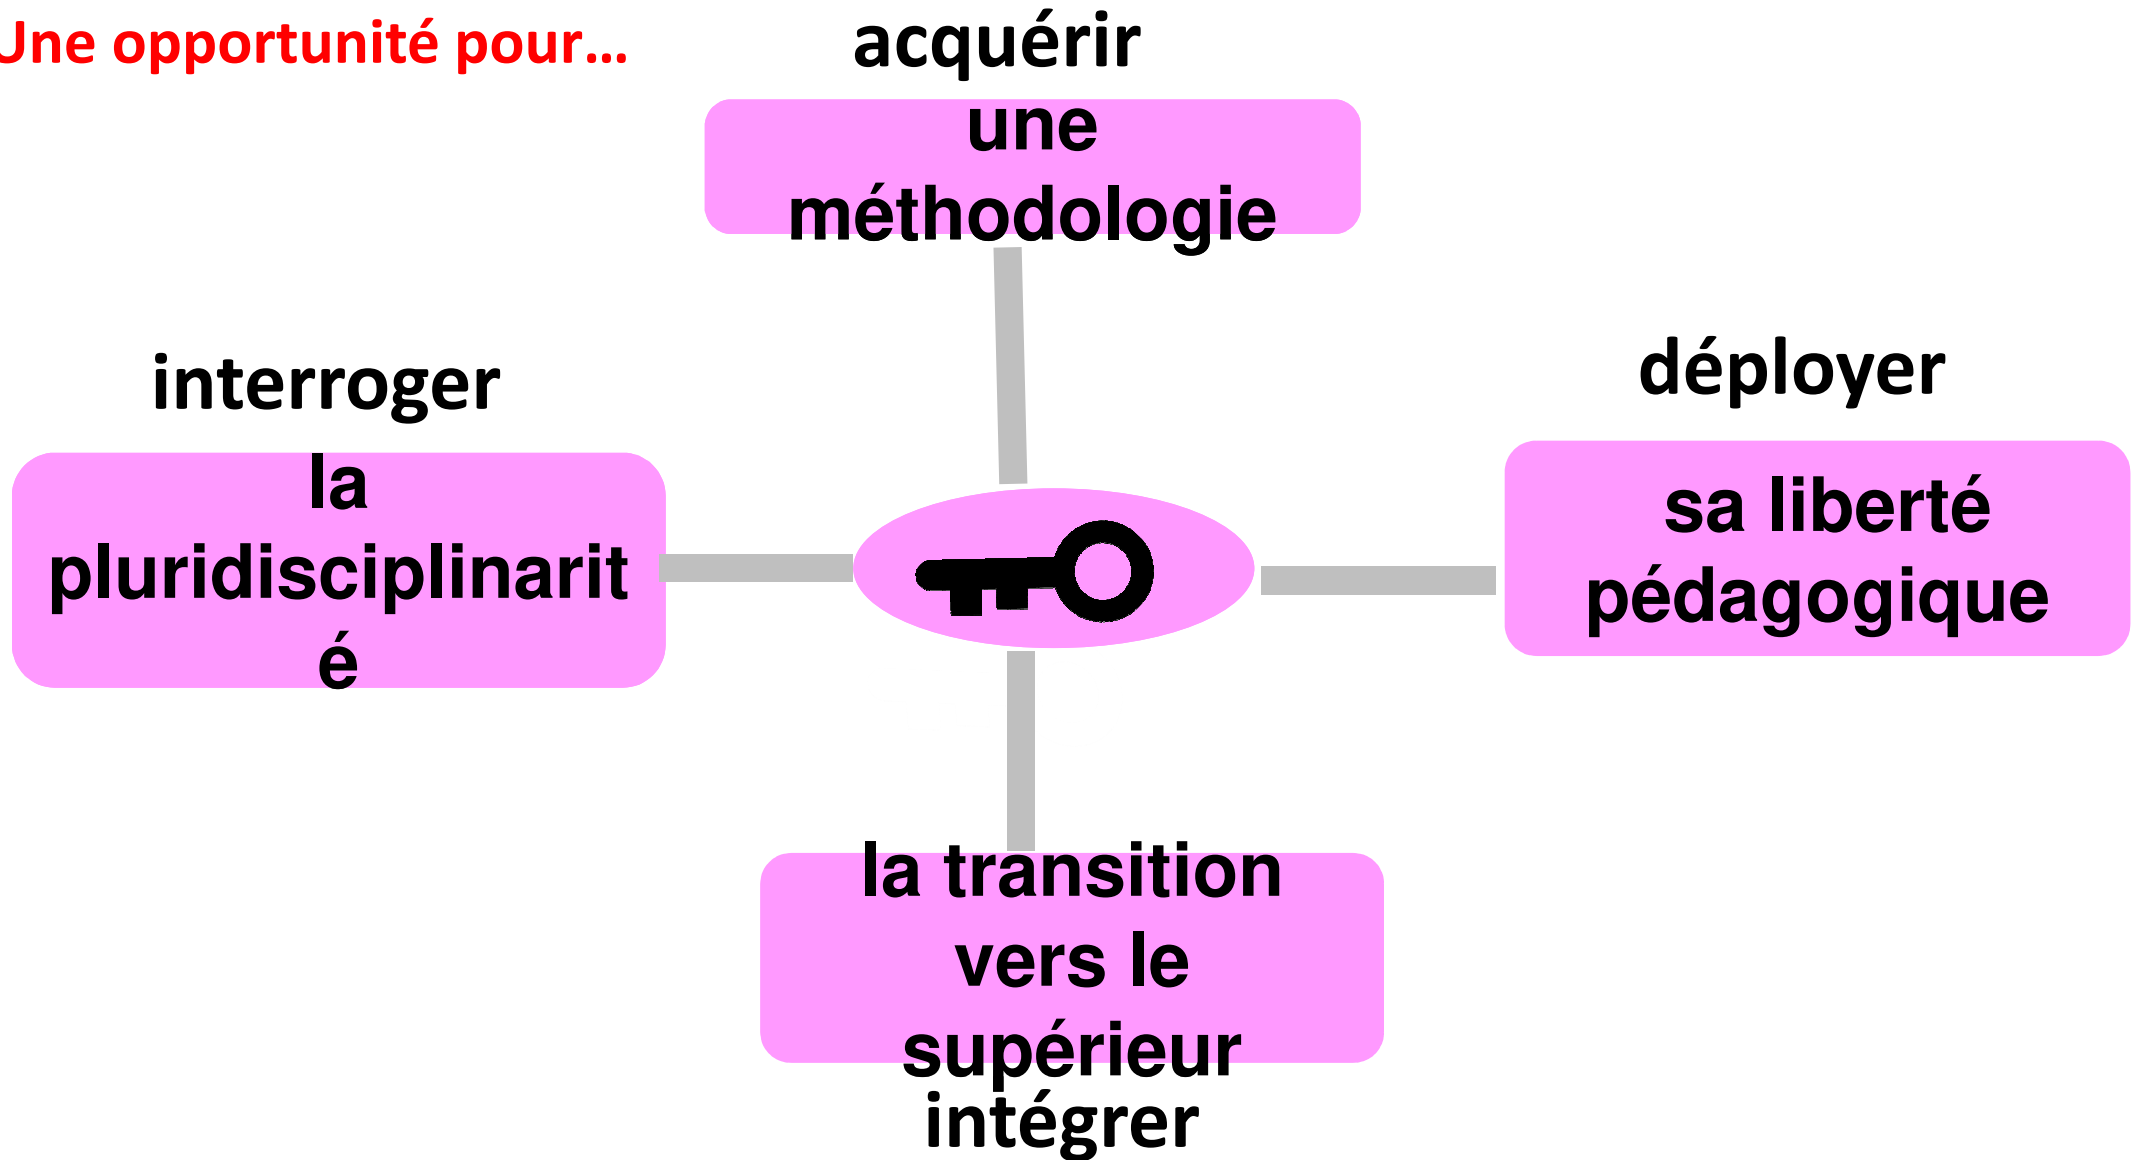 Une opportunité pour...
acquérir
une
méthodologie
interroger
la
pluridisciplinarit
é
déployer
sa liberté
pédagogique
la transition
vers le
supérieur
intégrer